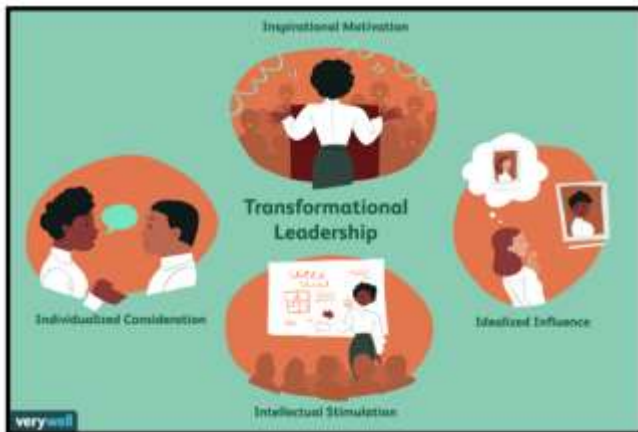 Inspirational Motivation
Transformational
Leadership
Individualized Consideration
Idealized Influence
Intellectual Stimulation
verywell